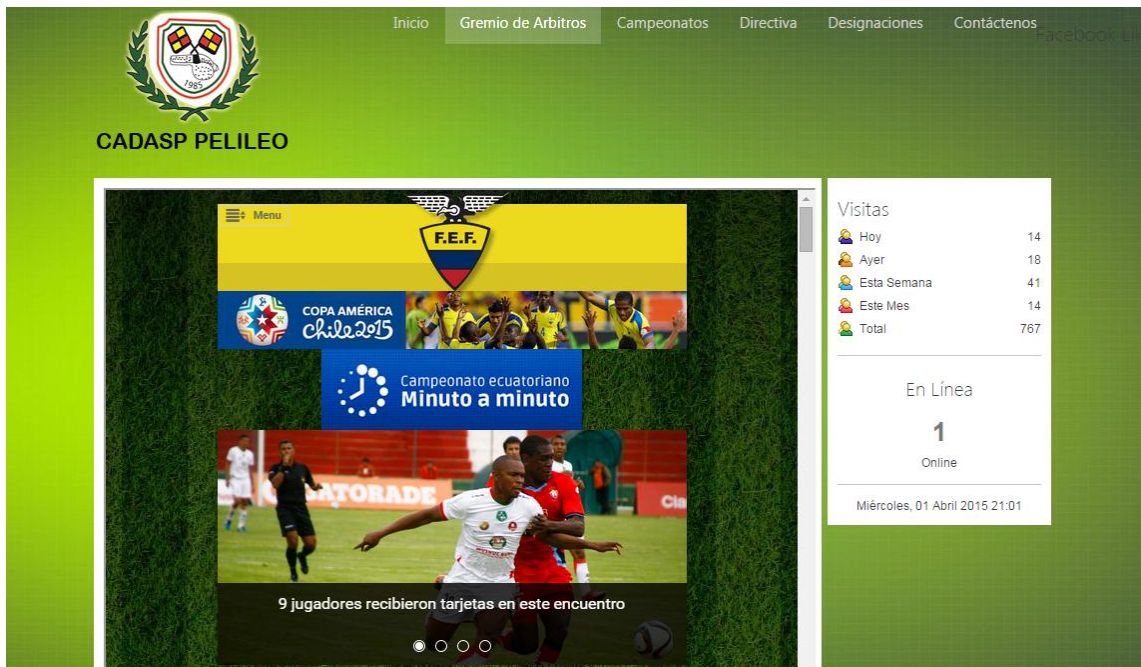 Inicio
Gremio de Arbitros
Campeonatos
Directiva
Designaciones
Contáctenos
Facebook Li
1985
CADASP PELILEO
Menu
F.E.F.
COPA AMÉRICA
Chile2015
Campeonato ecuatoriano
Minuto a minuto
GATORADE
Cla
9 jugadores recibieron tarjetas en este encuentro
Visitas
Hoy 14
Ayer 18
Esta Semana 41
Este Mes 14
Total 767
En Línea
1
Online
Miércoles, 01 Abril 2015 21:01